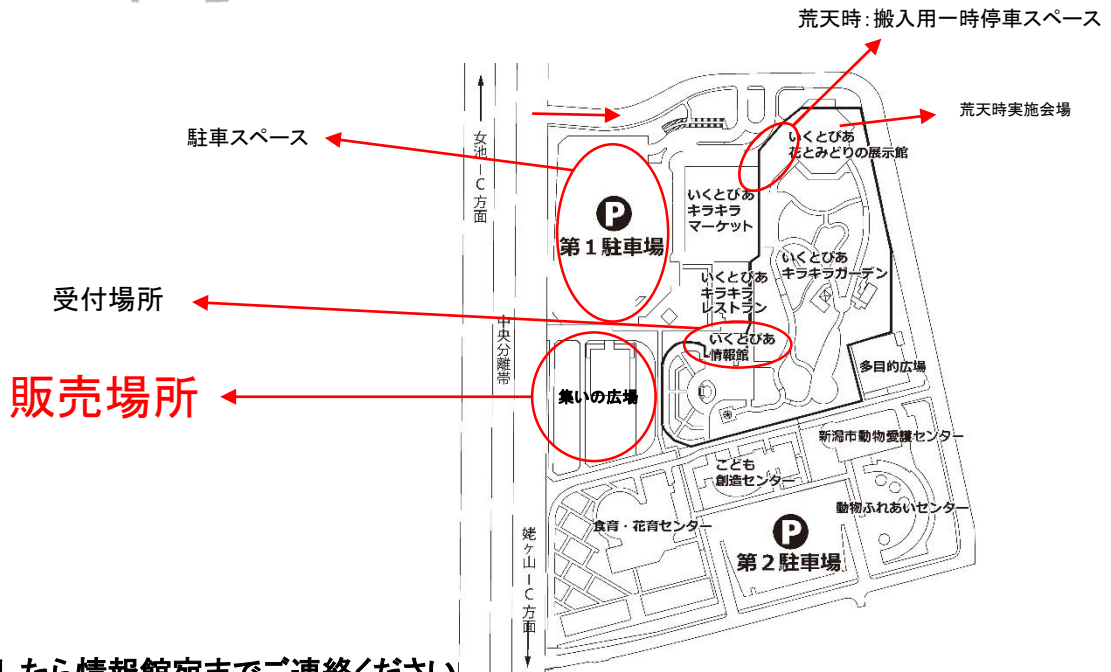 荒天時：搬入用一時停車スペース
荒天時実施会場
駐車スペース
女池IC方面
いくとぴあ
花とみどりの展示館
いくとぴあ
キラキラ
マーケット
P
第1駐車場
いくとぴあ
キラキラガーデン
いくとぴあ
キラキラ
レストラン
受付場所
中央分離帯
いくとぴあ
情報館
多目的広場
販売場所
集いの広場
新潟市動物愛護センター
こども
創造センター
動物ふれあいセンター
食育・花育センター
P
第2駐車場
姥ケ山IC方面
したら情報館宛までご連絡ください